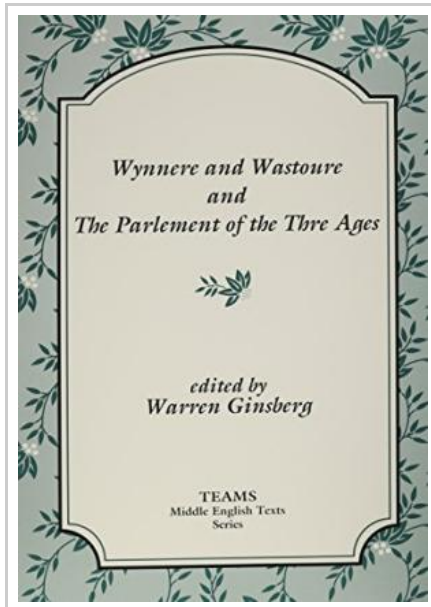 Wynnere and Wastoure
and
The Parlement of the Thre Ages
edited by
Warren Ginsberg
TEAMS
Middle English Texts
Series